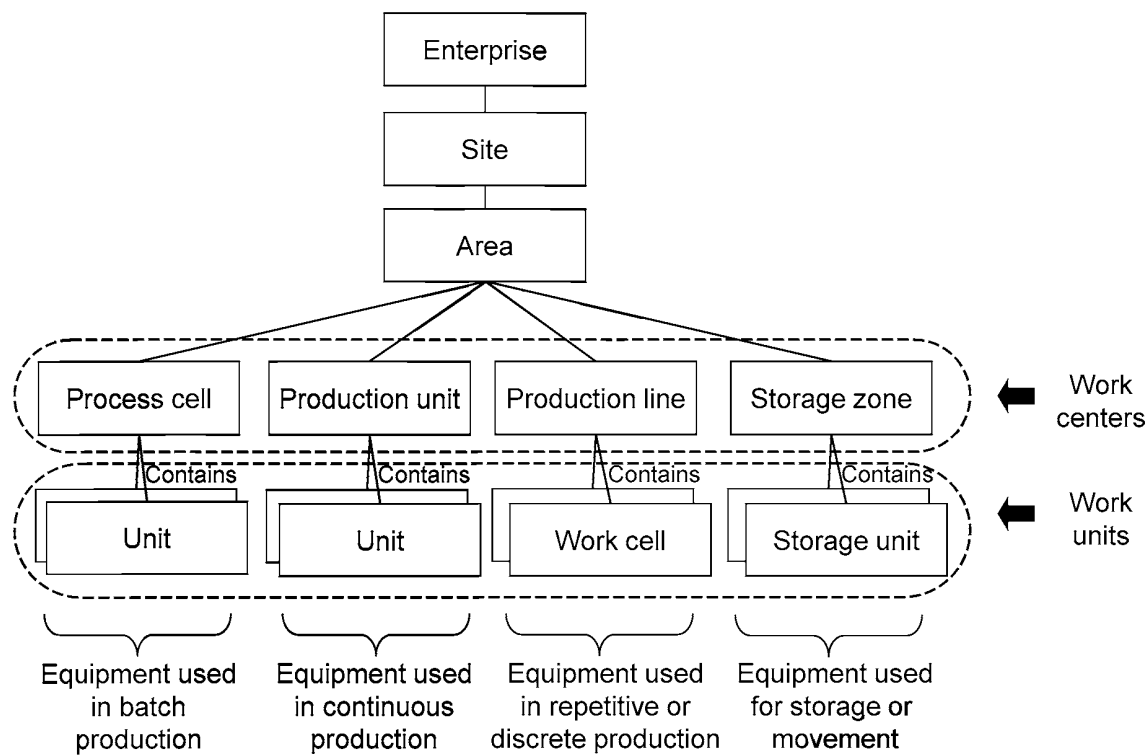 Enterprise
Site
Area
Process cell
Production unit
Production line
Storage zone
Work
centers
Contains
Contains
Contains
Contains
Unit
Unit
Work cell
Storage unit
Work
units
Equipment used
in batch
production
Equipment used
in continuous
production
Equipment used
in repetitive or
discrete production
Equipment used
for storage or
movement